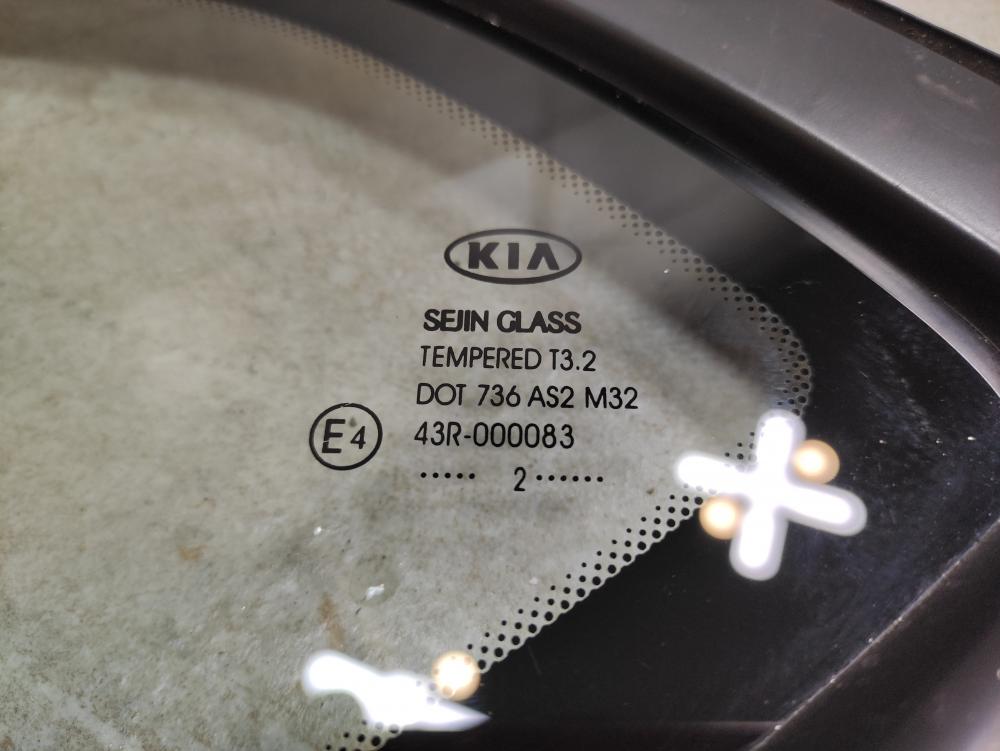 KIA
SEJIN GLASS
TEMPERED T3.2
DOT 736 AS2 M32
E4 43R-000083
..... 2 ......